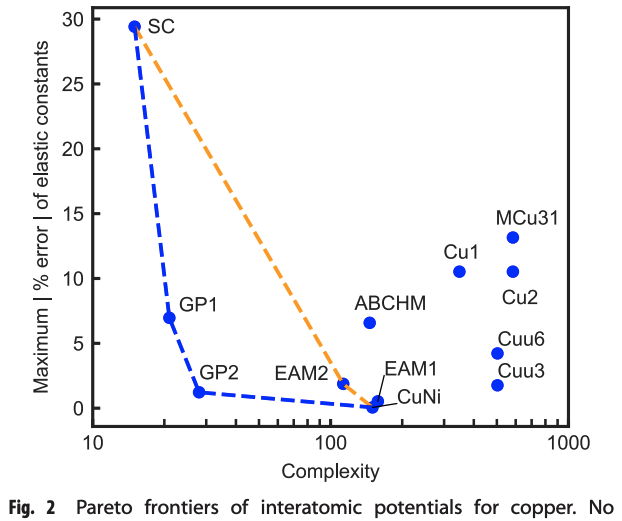 30
SC
25
20
15
MCu31
Cu1
10
Cu2
ABCHM
GP1
Cuu6
5
GP2
EAM2
EAM1
Cuu3
CuNi
0
10
100
1000
Complexity
Maximum | % error | of elastic constants
Fig. 2 Pareto frontiers of interatomic potentials for copper. No